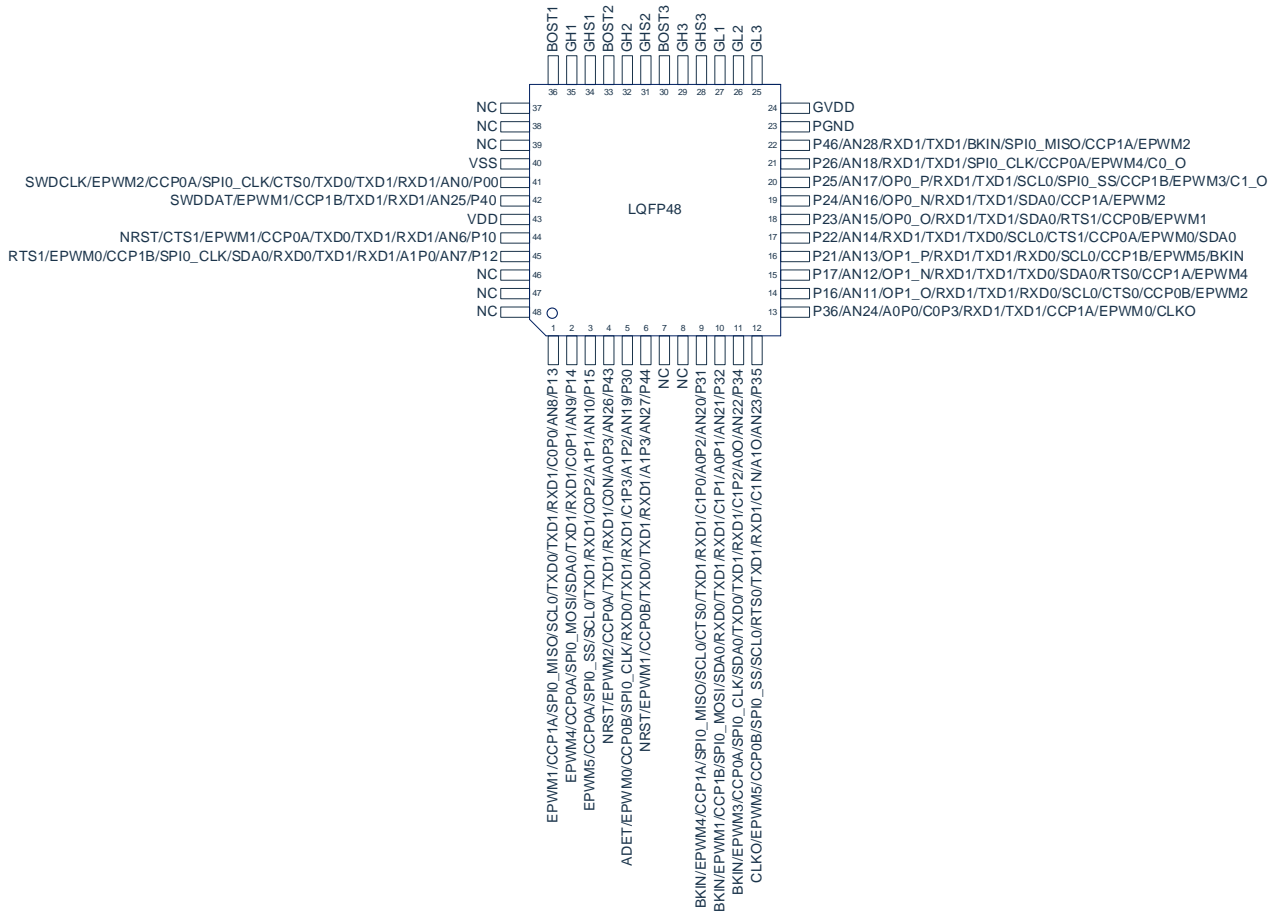 BOST1
GH1
GHS1
BOST2
GH2
GHS2
BOST3
GH3
GHS3
GL1
GL2
GL3
36 35 34 33 32 31 30 29 28 27 26 25
NC 37
NC 38
NC 39
VSS 40
SWDCLK/EPWM2/CCP0A/SPI0_CLK/CTS0/TXD0/TXD1/RXD1/AN0/P00 41
SWDDAT/EPWM1/CCP1B/TXD1/RXD1/AN25/P40 42
VDD 43
NRST/CTS1/EPWM1/CCP0A/TXD0/TXD1/RXD1/AN6/P10 44
RTS1/EPWM0/CCP1B/SPI0_CLK/SDA0/RXD0/TXD1/RXD1/A1P0/AN7/P12 45
NC 46
NC 47
NC 48
LQFP48
24 GVDD
23 PGND
22 P46/AN28/RXD1/TXD1/BKIN/SPI0_MISO/CCP1A/EPWM2
21 P26/AN18/RXD1/TXD1/SPI0_CLK/CCP0A/EPWM4/C0_O
20 P25/AN17/OP0_P/RXD1/TXD1/SCL0/SPI0_SS/CCP1B/EPWM3/C1_O
19 P24/AN16/OP0_N/RXD1/TXD1/SDA0/CCP1A/EPWM2
18 P23/AN15/OP0_O/RXD1/TXD1/SDA0/RTS1/CCP0B/EPWM1
17 P22/AN14/RXD1/TXD1/TXD0/SCL0/CTS1/CCP0A/EPWM0/SDA0
16 P21/AN13/OP1_P/RXD1/TXD1/RXD0/SCL0/CCP1B/EPWM5/BKIN
15 P17/AN12/OP1_N/RXD1/TXD1/TXD0/SDA0/RTS0/CCP1A/EPWM4
14 P16/AN11/OP1_O/RXD1/TXD1/RXD0/SCL0/CTS0/CCP0B/EPWM2
13 P36/AN24/A0P0/C0P3/RXD1/TXD1/CCP1A/EPWM0/CLKO
1 2 3 4 5 6 7 8 9 10 11 12
EPWM1/CCP1A/SPI0_MISO/SCL0/TXD0/TXD1/RXD1/C0P0/AN8/P13
EPWM4/CCP0A/SPI0_MOSI/SDA0/TXD1/RXD1/C0P1/AN9/P14
EPWM5/CCP0A/SPI0_SS/SCL0/TXD1/RXD1/C0P2/A1P1/AN10/P15
NRST/EPWM2/CCP0A/TXD1/RXD1/C0N/A0P3/AN26/P43
ADET/EPWM0/CCP0B/SPI0_CLK/RXD0/TXD1/RXD1/C1P3/A1P2/AN19/P30
NRST/EPWM1/CCP0B/TXD0/TXD1/RXD1/A1P3/AN27/P44
NC
NC
BKIN/EPWM4/CCP1A/SPI0_MISO/SCL0/CTS0/TXD1/RXD1/C1P0/A0P2/AN20/P31
BKIN/EPWM1/CCP1B/SPI0_MOSI/SDA0/RXD0/TXD1/RXD1/C1P1/A0P1/AN21/P32
BKIN/EPWM3/CCP0A/SPI0_CLK/SDA0/TXD0/TXD1/RXD1/C1P2/A0O/AN22/P34
CLKO/EPWM5/CCP0B/SPI0_SS/SCL0/RTS0/TXD1/RXD1/C1N/A1O/AN23/P35